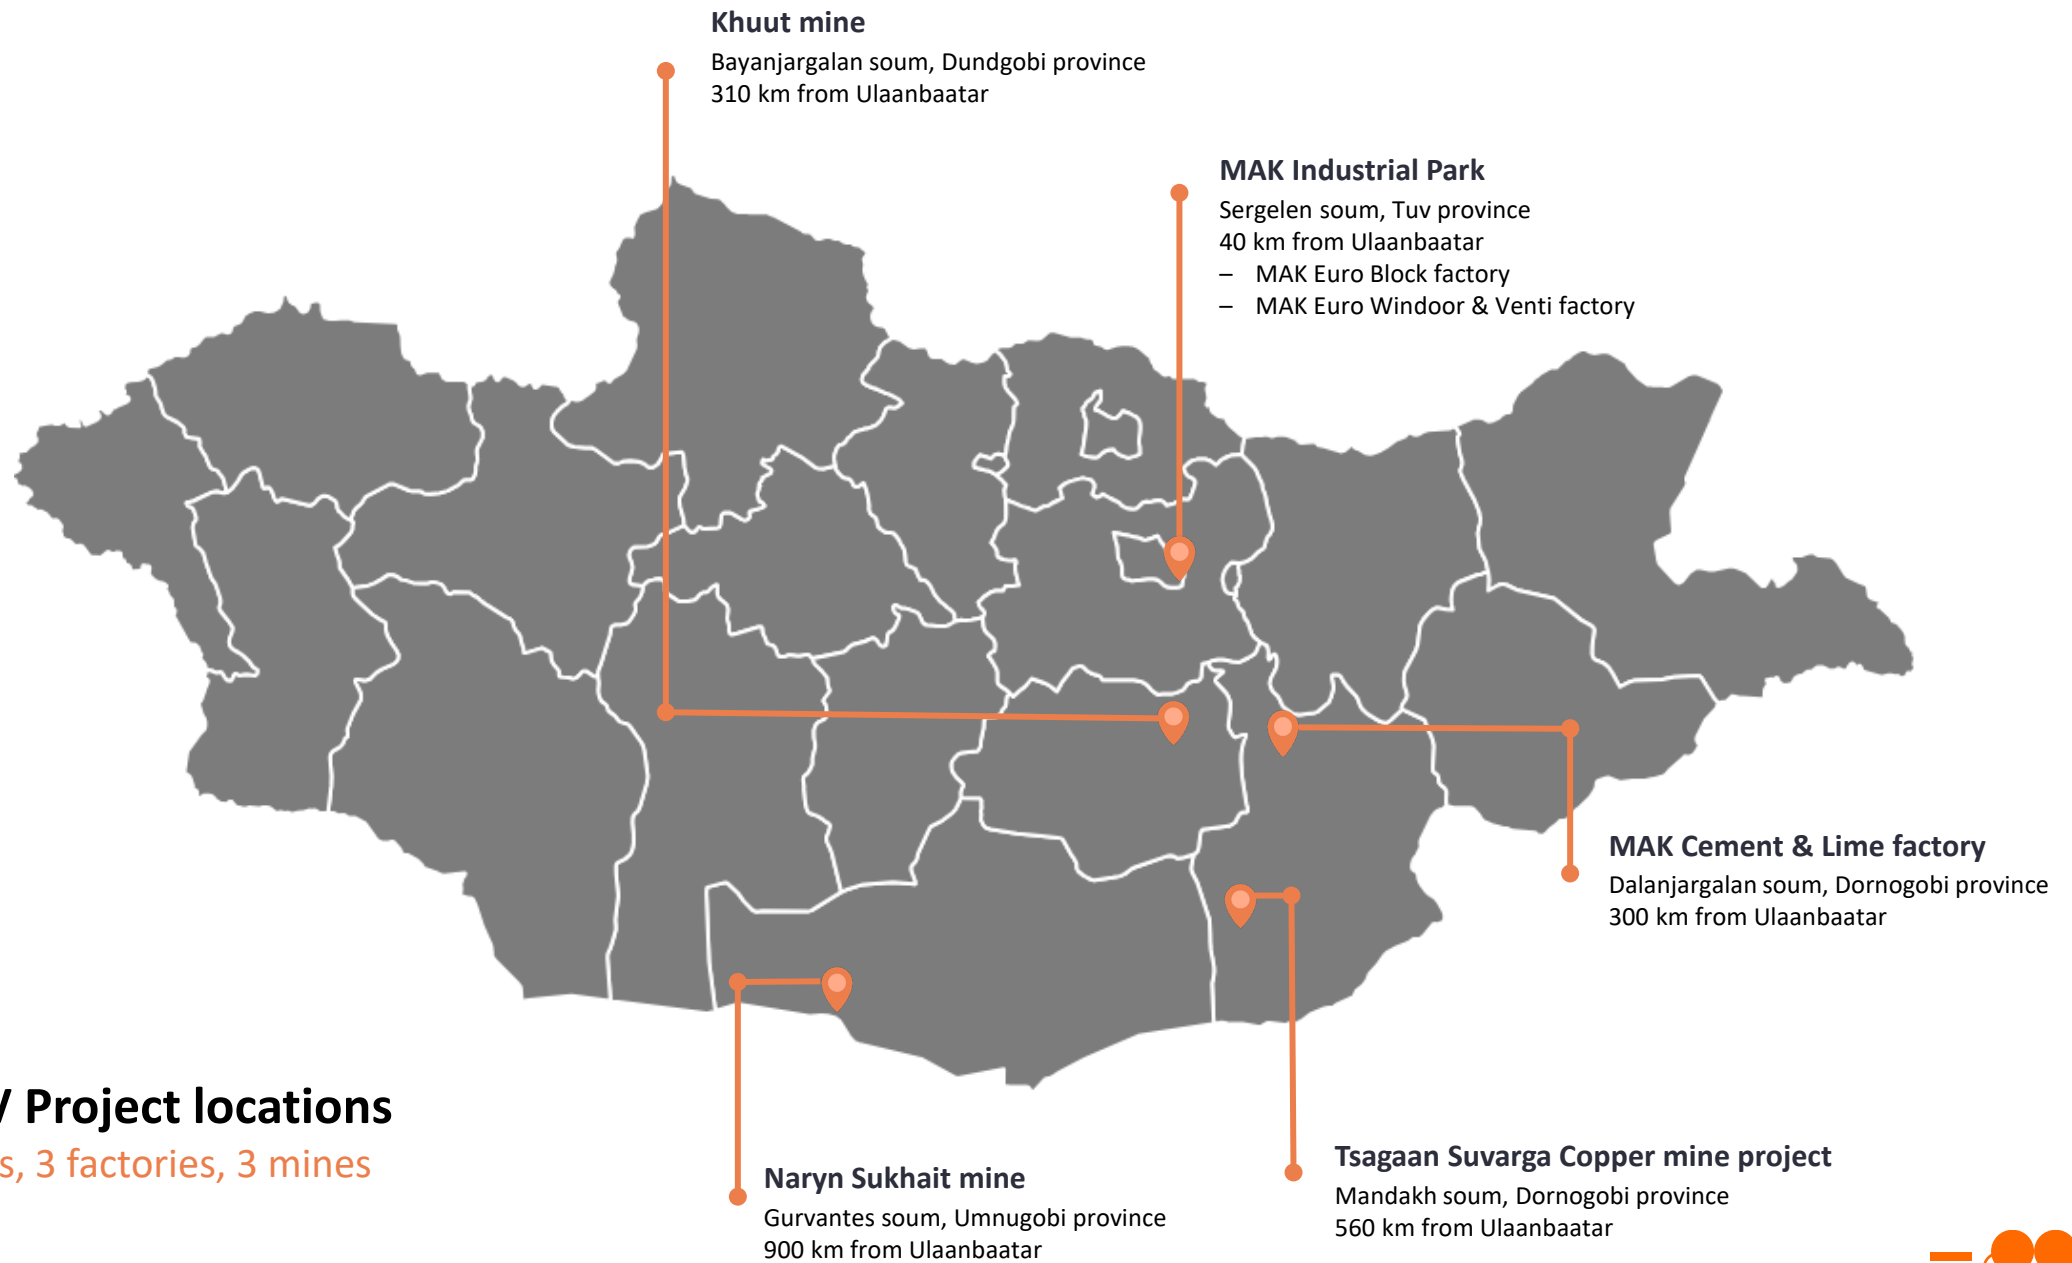 Khuut mine
Bayanjargalan soum, Dundgobi province
310 km from Ulaanbaatar
MAK Industrial Park
Sergelen soum, Tuv province
40 km from Ulaanbaatar
– MAK Euro Block factory
– MAK Euro Windoor & Venti factory
MAK Cement & Lime factory
Dalanjargalan soum, Dornogobi province
300 km from Ulaanbaatar
Project locations
3 factories, 3 mines
Naryn Sukhait mine
Gurvantes soum, Umnugobi province
900 km from Ulaanbaatar
Tsagaan Suvarga Copper mine project
Mandakh soum, Dornogobi province
560 km from Ulaanbaatar